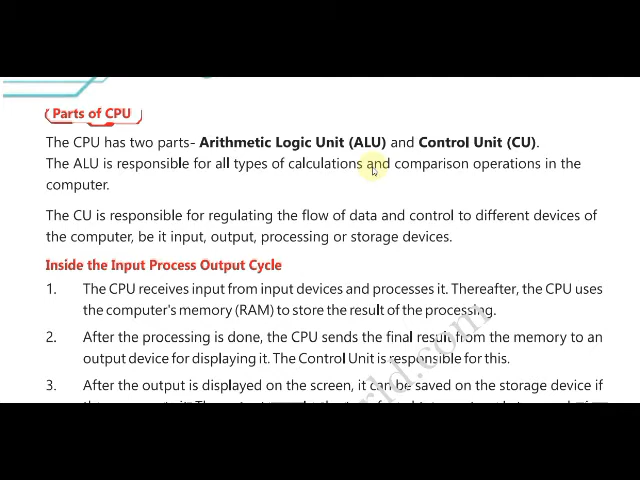 Parts of CPU
The CPU has two parts- Arithmetic Logic Unit (ALU) and Control Unit (CU).
The ALU is responsible for all types of calculations and comparison operations in the
computer.
The CU is responsible for regulating the flow of data and control to different devices of
the computer, be it input, output, processing or storage devices.
Inside the Input Process Output Cycle
1. The CPU receives input from input devices and processes it. Thereafter, the CPU uses
the computer's memory (RAM) to store the result of the processing.
2. After the processing is done, the CPU sends the final result from the memory to an
output device for displaying it. The Control Unit is responsible for this.
3. After the output is displayed on the screen, it can be saved on the storage device if
rld.com